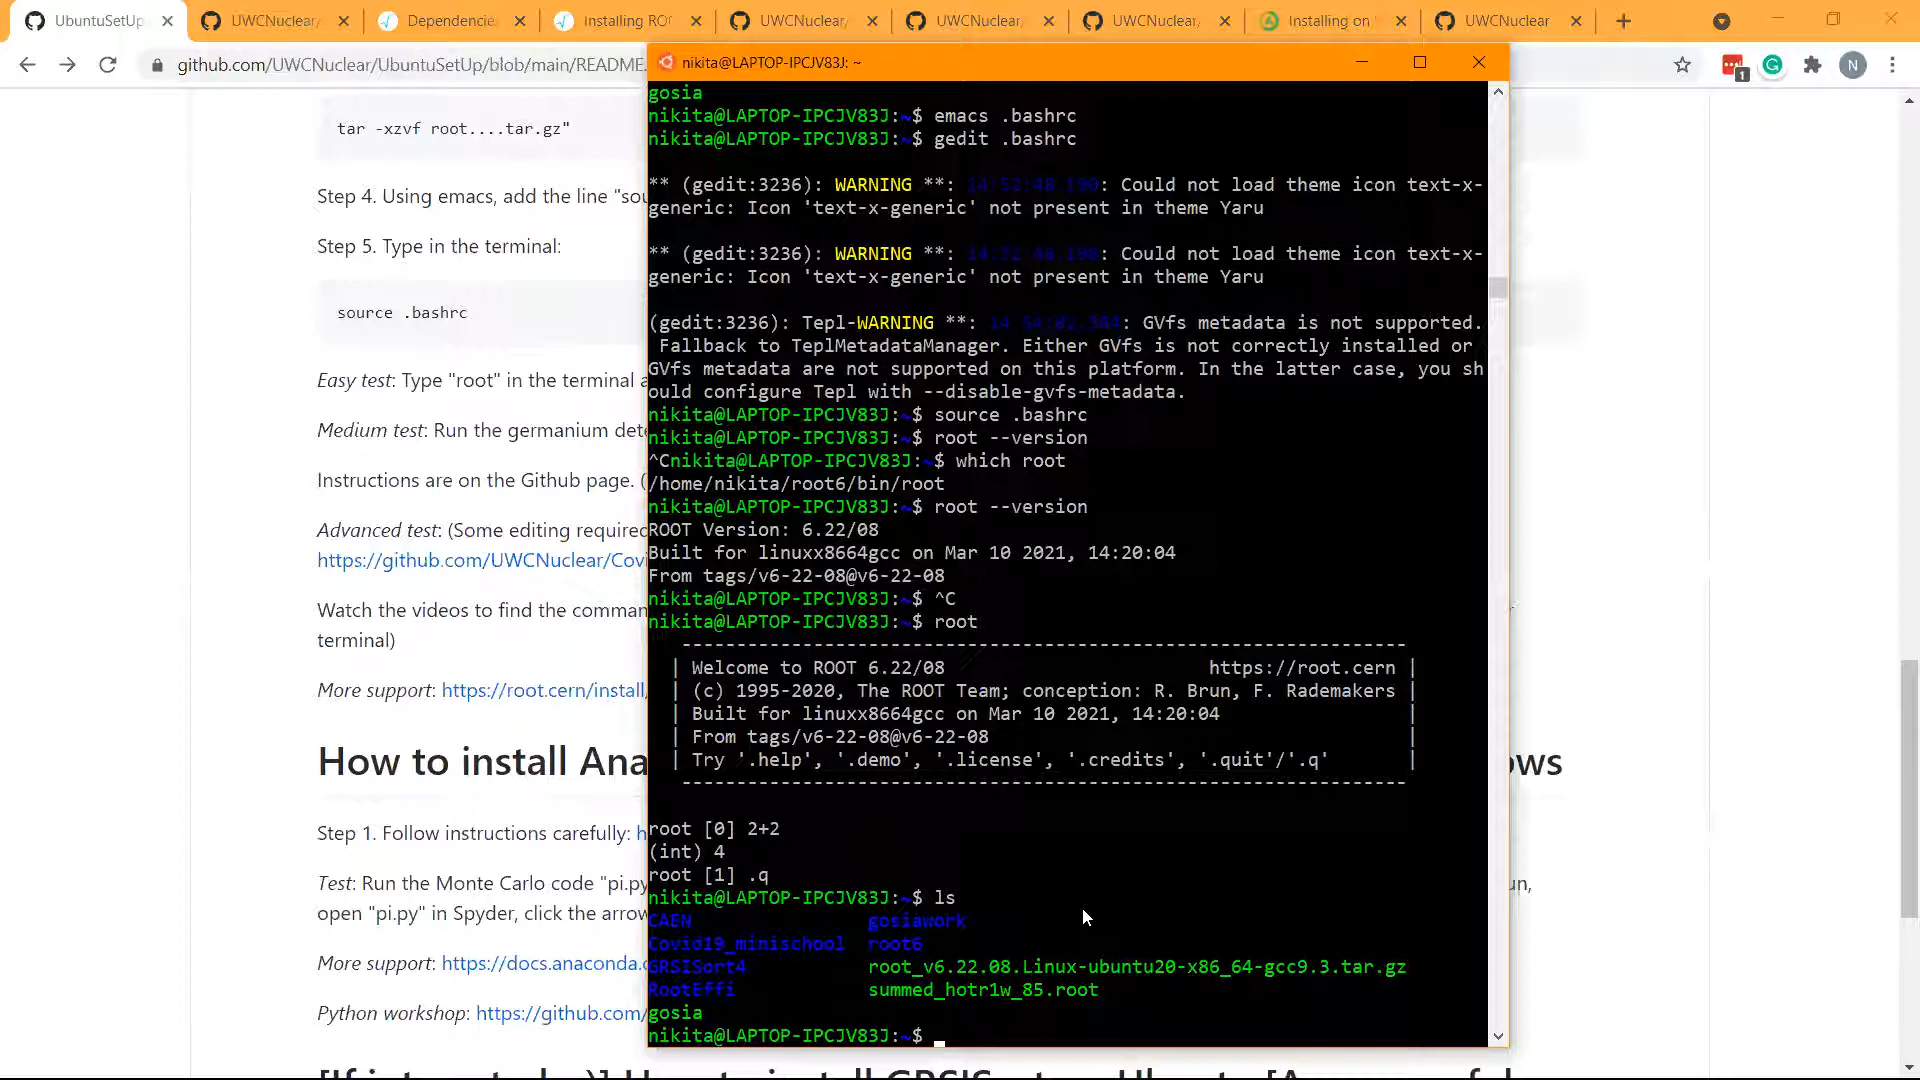 UbuntuSetUp
UWCNuclear/
Dependencie
Installing RO
UWCNuclear/
UWCNuclear/
UWCNuclear/
Installing on
UWCNuclear
github.com/UWCNuclear/UbuntuSetUp/blob/main/README.
1
N
nikita@LAPTOP-IPCJV83J: ~
tar -xzvf root....tar.gz"
Step 4. Using emacs, add the line "sou
Step 5. Type in the terminal:
source .bashrc
Easy test: Type "root" in the terminal a
Medium test: Run the germanium dete
Instructions are on the Github page. (
Advanced test: (Some editing required
https://github.com/UWCNuclear/Cov
Watch the videos to find the comman
terminal)
More support: https://root.cern/install/
How to install Ana
ows
Step 1. Follow instructions carefully: h
Test: Run the Monte Carlo code "pi.py
un,
open "pi.py" in Spyder, click the arrow
More support: https://docs.anaconda.
Python workshop: https://github.com/
gosia
nikita@LAPTOP-IPCJV83J:~$ emacs .bashrc
nikita@LAPTOP-IPCJV83J:~$ gedit .bashrc
** (gedit:3236): WARNING **: 14:52:48.190: Could not load theme icon text-x-
generic: Icon 'text-x-generic' not present in theme Yaru
** (gedit:3236): WARNING **: 14:52:48.190: Could not load theme icon text-x-
generic: Icon 'text-x-generic' not present in theme Yaru
(gedit:3236): Tepl-WARNING **: : GVfs metadata is not supported.
Fallback to TeplMetadataManager. Either GVfs is not correctly installed or
GVfs metadata are not supported on this platform. In the latter case, you sh
ould configure Tepl with --disable-gvfs-metadata.
nikita@LAPTOP-IPCJV83J:~$ source .bashrc
nikita@LAPTOP-IPCJV83J:~$ root --version
^Cnikita@LAPTOP-IPCJV83J:~$ which root
/home/nikita/root6/bin/root
nikita@LAPTOP-IPCJV83J:~$ root --version
ROOT Version: 6.22/08
Built for linuxx8664gcc on Mar 10 2021, 14:20:04
From tags/v6-22-08@v6-22-08
nikita@LAPTOP-IPCJV83J:~$ ^C
nikita@LAPTOP-IPCJV83J:~$ root
------------------------------------------------------------------
| Welcome to ROOT 6.22/08 https://root.cern |
| (c) 1995-2020, The ROOT Team; conception: R. Brun, F. Rademakers |
| Built for linuxx8664gcc on Mar 10 2021, 14:20:04 |
| From tags/v6-22-08@v6-22-08 |
| Try '.help', '.demo', '.license', '.credits', '.quit'/'.q' |
------------------------------------------------------------------
root [0] 2+2
(int) 4
root [1] .q
nikita@LAPTOP-IPCJV83J:~$ ls
CAEN gosiawork
Covid19_minischool root6
GRSISort4 root_v6.22.08.Linux-ubuntu20-x86_64-gcc9.3.tar.gz
RootEffi summed_hotr1w_85.root
gosia
nikita@LAPTOP-IPCJV83J:~$